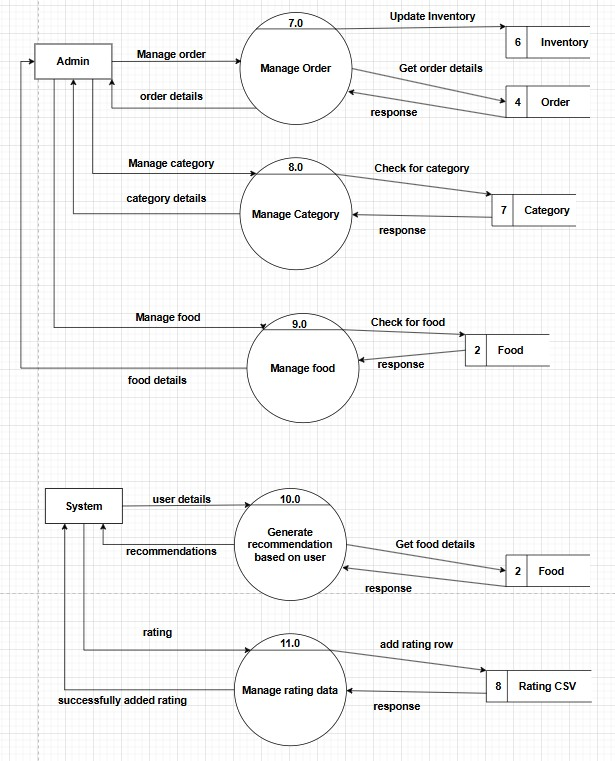 7.0
Update Inventory
6 Inventory
Admin
Manage order
Manage Order
Get order details
order details
4 Order
response
Manage category
8.0
Check for category
category details
Manage Category
7 Category
response
Manage food
9.0
Check for food
2 Food
response
Manage food
food details
System
user details
10.0
Generate
recommendation
based on user
recommendations
Get food details
2 Food
response
rating
11.0
add rating row
Manage rating data
8 Rating CSV
successfully added rating
response